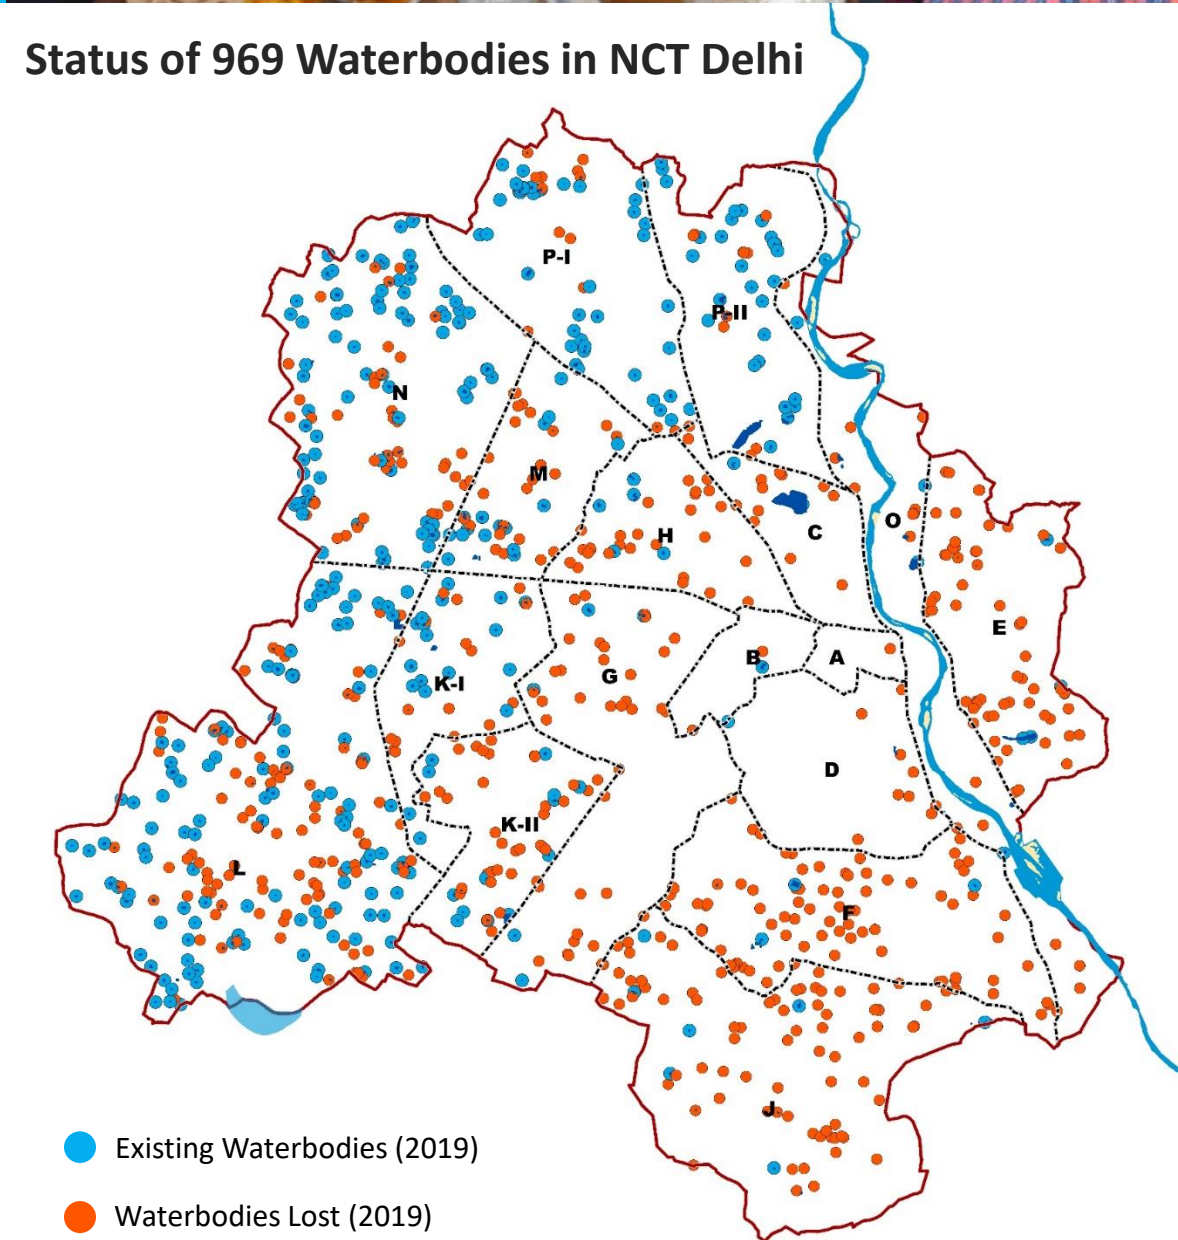 Status of 969 Waterbodies in NCT Delhi
P-I
P-II
N
M
H
C
O
E
B
A
G
K-I
D
K-II
L
F
J
Existing Waterbodies (2019)
Waterbodies Lost (2019)